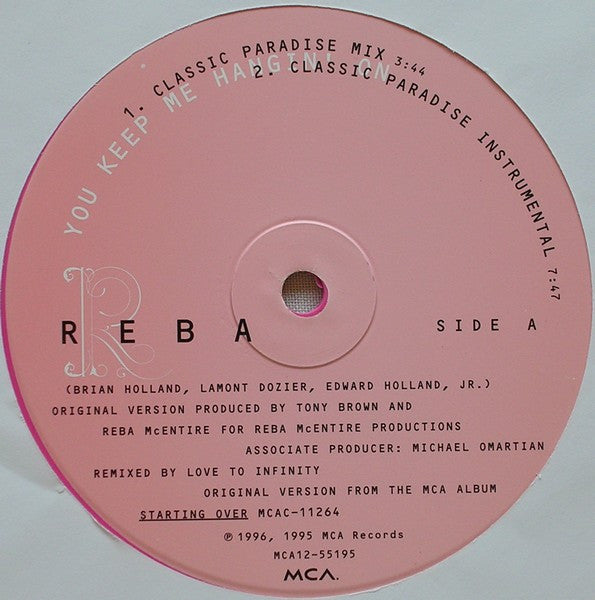 YOU KEEP ME HANGIN' ON
1. CLASSIC PARADISE MIX 3:44
2. CLASSIC PARADISE INSTRUMENTAL 7:47
R
REBA
SIDE A
(BRIAN HOLLAND, LAMONT DOZIER, EDWARD HOLLAND, JR.)
ORIGINAL VERSION PRODUCED BY TONY BROWN AND
REBA McENTIRE FOR REBA McENTIRE PRODUCTIONS
ASSOCIATE PRODUCER: MICHAEL OMARTIAN
REMIXED BY LOVE TO INFINITY
ORIGINAL VERSION FROM THE MCA ALBUM
STARTING OVER MCAC-11264
℗ 1996, 1995 MCA Records
MCA12-55195
MCA.